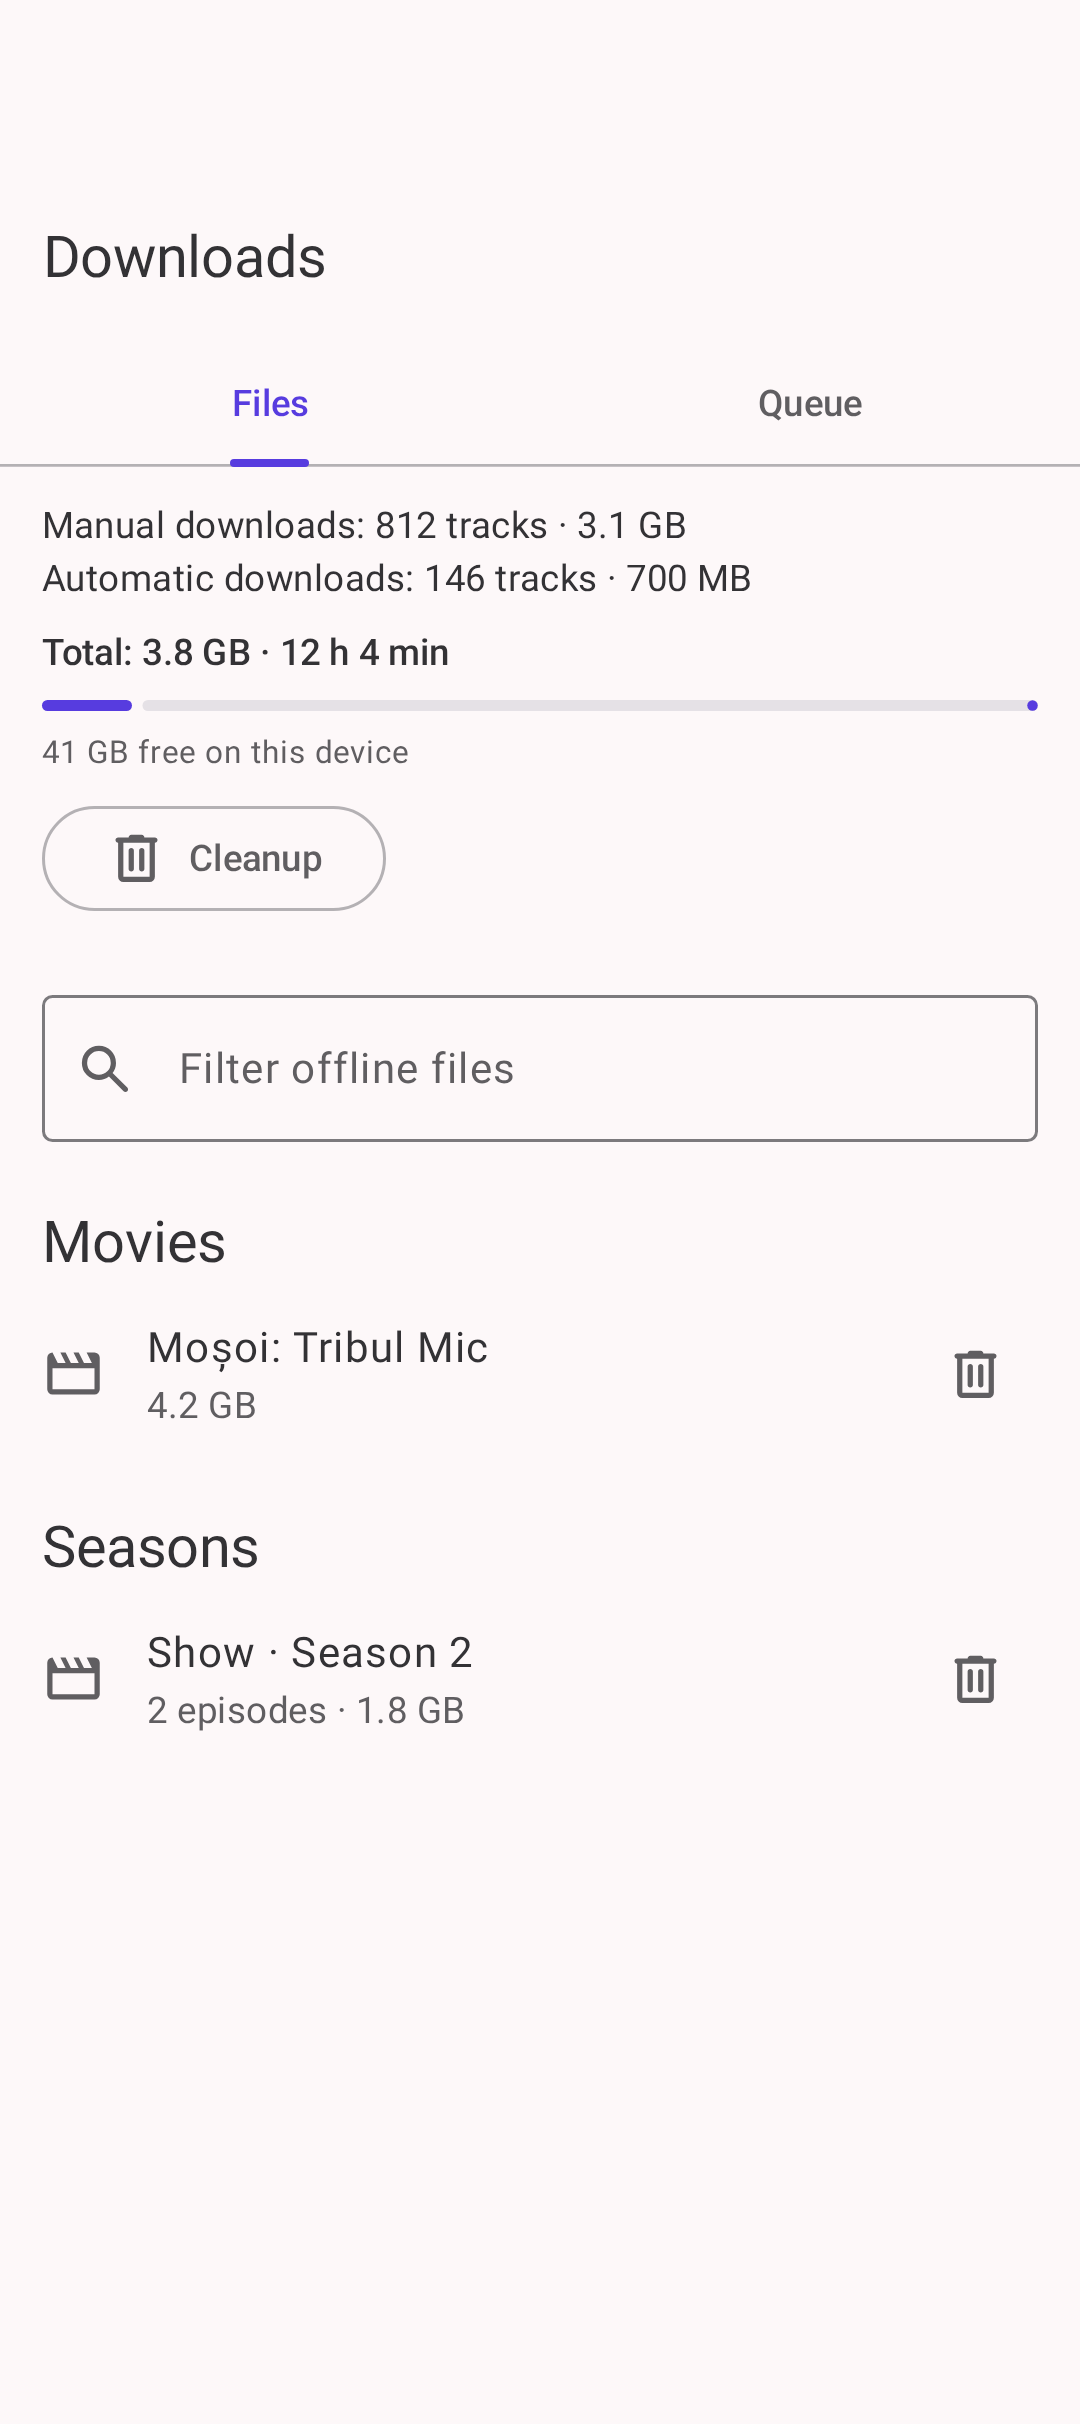 Downloads
Files
Queue
Manual downloads: 812 tracks · 3.1 GB
Automatic downloads: 146 tracks · 700 MB
Total: 3.8 GB · 12 h 4 min
41 GB free on this device
Cleanup
Filter offline files
Movies
Moșoi: Tribul Mic
4.2 GB
Seasons
Show · Season 2
2 episodes · 1.8 GB